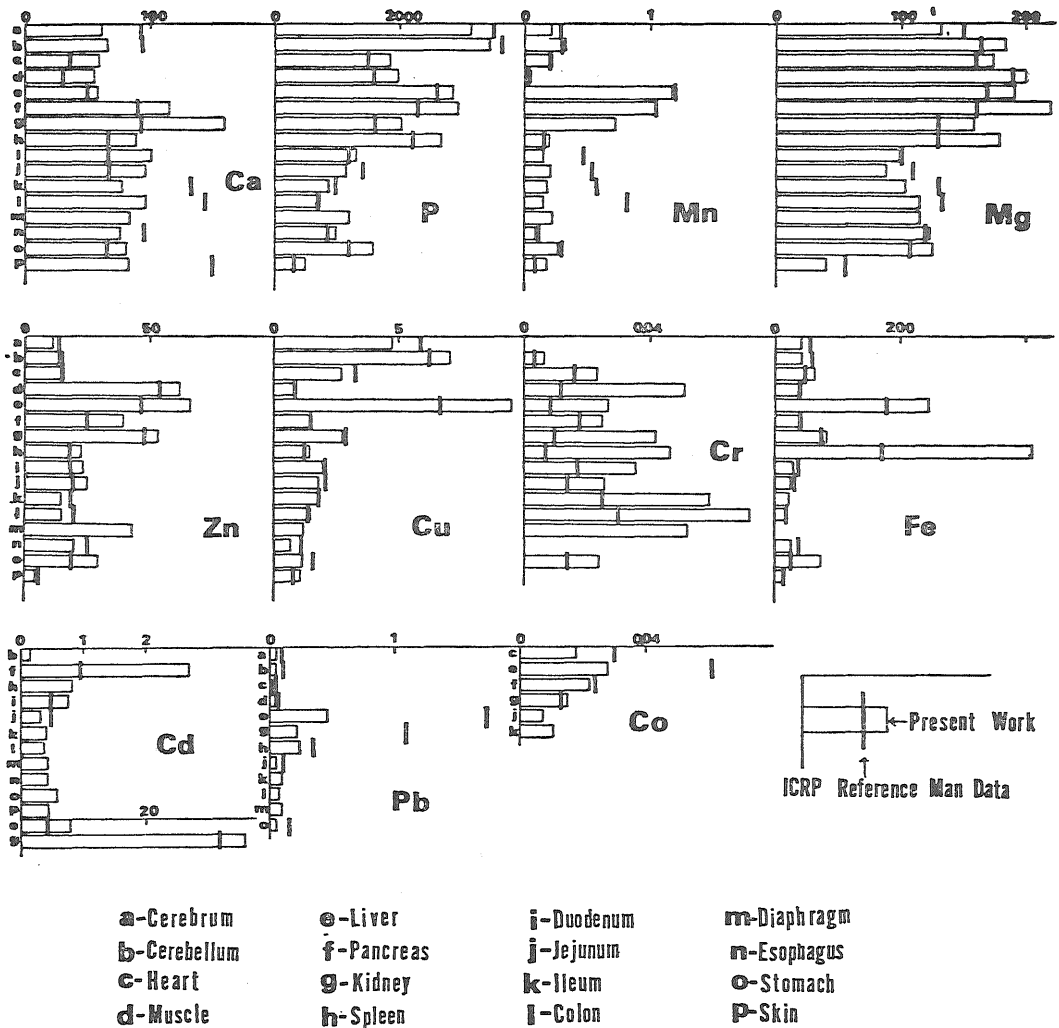 0 100 0 2000 0 1 0 100 200
a
b
c
d
e
f
g
h
i
j
k
l
m
n
o
p
Ca P Mn Mg
0 50 0 5 0 0.04 0 200
a
b
c
d
e
f
g
h
i
j
k
l
m
n
o
p
Zn Cu Cr Fe
0 1 2 0 1 0 0.04
b
f
h
i
j
k
l
m
n
o
p
e
g
20
Cd
a
b
c
d
e
g
h
j
k
l
m
o
Pb
c
e
f
g
j
k
Co
Present Work
ICRP Reference Man Data
a-Cerebrum e-Liver i-Duodenum m-Diaphragm
b-Cerebellum f-Pancreas j-Jejunum n-Esophagus
c-Heart g-Kidney k-Ileum o-Stomach
d-Muscle h-Spleen l-Colon p-Skin